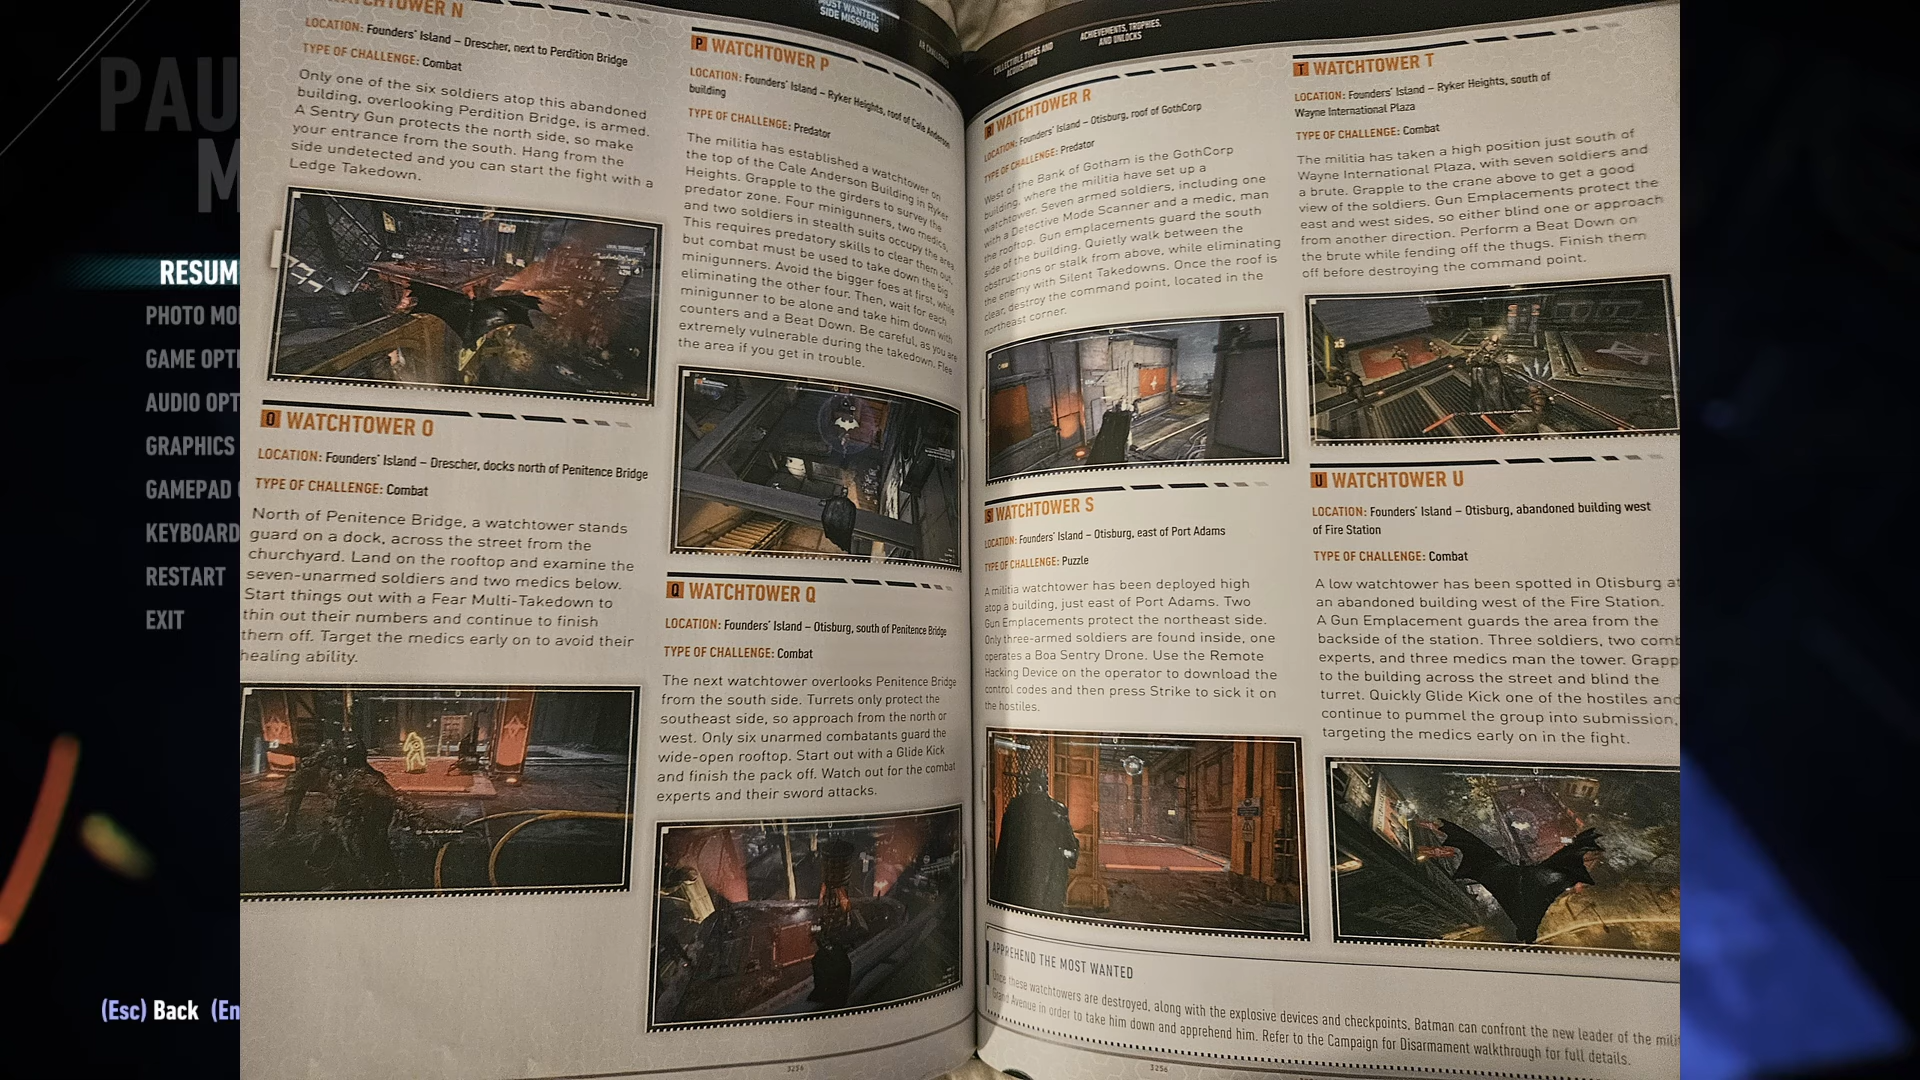 PAU
M
RESUM
PHOTO MO
GAME OPTI
AUDIO OPT
GRAPHICS
GAMEPAD
KEYBOARD
RESTART
EXIT
(Esc) Back (En
WATCHTOWER N
LOCATION: Founders' Island – Drescher, next to Perdition Bridge
TYPE OF CHALLENGE: Combat
Only one of the six soldiers atop this abandoned
building, overlooking Perdition Bridge, is armed.
A Sentry Gun protects the north side, so make
your entrance from the south. Hang from the
side undetected and you can start the fight with a
Ledge Takedown.
O WATCHTOWER O
LOCATION: Founders' Island – Drescher, docks north of Penitence Bridge
TYPE OF CHALLENGE: Combat
North of Penitence Bridge, a watchtower stands
guard on a dock, across the street from the
churchyard. Land on the rooftop and examine the
seven-unarmed soldiers and two medics below.
Start things out with a Fear Multi-Takedown to
thin out their numbers and continue to finish
them off. Target the medics early on to avoid their
healing ability.
MOST WANTED:
SIDE MISSIONS
AR CHALLENGES
P WATCHTOWER P
LOCATION: Founders' Island – Ryker Heights, roof of Cale Anderson
building
TYPE OF CHALLENGE: Predator
The militia has established a watchtower on
the top of the Cale Anderson Building in Ryker
Heights. Grapple to the girders to survey the
predator zone. Four minigunners, two medics,
and two soldiers in stealth suits occupy the area.
This requires predatory skills to clear them out,
but combat must be used to take down the big
minigunners. Avoid the bigger foes at first, while
eliminating the other four. Then, wait for each
minigunner to be alone and take him down with
counters and a Beat Down. Be careful, as you are
extremely vulnerable during the takedown. Flee
the area if you get in trouble.
Q WATCHTOWER Q
LOCATION: Founders' Island – Otisburg, south of Penitence Bridge
TYPE OF CHALLENGE: Combat
The next watchtower overlooks Penitence Bridge
from the south side. Turrets only protect the
southeast side, so approach from the north or
west. Only six unarmed combatants guard the
wide-open rooftop. Start out with a Glide Kick
and finish the pack off. Watch out for the combat
experts and their sword attacks.
COLLECTIBLE TYPES AND
ACQUISITION
ACHIEVEMENTS, TROPHIES,
AND UNLOCKS
R WATCHTOWER R
LOCATION: Founders' Island – Otisburg, roof of GothCorp
TYPE OF CHALLENGE: Predator
West of the Bank of Gotham is the GothCorp
building, where the militia have set up a
watchtower. Seven armed soldiers, including one
with a Detective Mode Scanner and a medic, man
the rooftop. Gun emplacements guard the south
side of the building. Quietly walk between the
obstructions or stalk from above, while eliminating
the enemy with Silent Takedowns. Once the roof is
clear, destroy the command point, located in the
northeast corner.
S WATCHTOWER S
LOCATION: Founders' Island – Otisburg, east of Port Adams
TYPE OF CHALLENGE: Puzzle
A militia watchtower has been deployed high
atop a building, just east of Port Adams. Two
Gun Emplacements protect the northeast side.
Only three-armed soldiers are found inside, one
operates a Boa Sentry Drone. Use the Remote
Hacking Device on the operator to download the
control codes and then press Strike to sick it on
the hostiles.
T WATCHTOWER T
LOCATION: Founders' Island – Ryker Heights, south of
Wayne International Plaza
TYPE OF CHALLENGE: Combat
The militia has taken a high position just south of
Wayne International Plaza, with seven soldiers and
a brute. Grapple to the crane above to get a good
view of the soldiers. Gun Emplacements protect the
east and west sides, so either blind one or approach
from another direction. Perform a Beat Down on
the brute while fending off the thugs. Finish them
off before destroying the command point.
x5
U WATCHTOWER U
LOCATION: Founders' Island – Otisburg, abandoned building west
of Fire Station
TYPE OF CHALLENGE: Combat
A low watchtower has been spotted in Otisburg at
an abandoned building west of the Fire Station.
A Gun Emplacement guards the area from the
backside of the station. Three soldiers, two comb
experts, and three medics man the tower. Grapp
to the building across the street and blind the
turret. Quickly Glide Kick one of the hostiles and
continue to pummel the group into submission,
targeting the medics early on in the fight.
APPREHEND THE MOST WANTED
Once these watchtowers are destroyed, along with the explosive devices and checkpoints, Batman can confront the new leader of the mili
Grand Avenue in order to take him down and apprehend him. Refer to the Campaign for Disarmament walkthrough for full details.